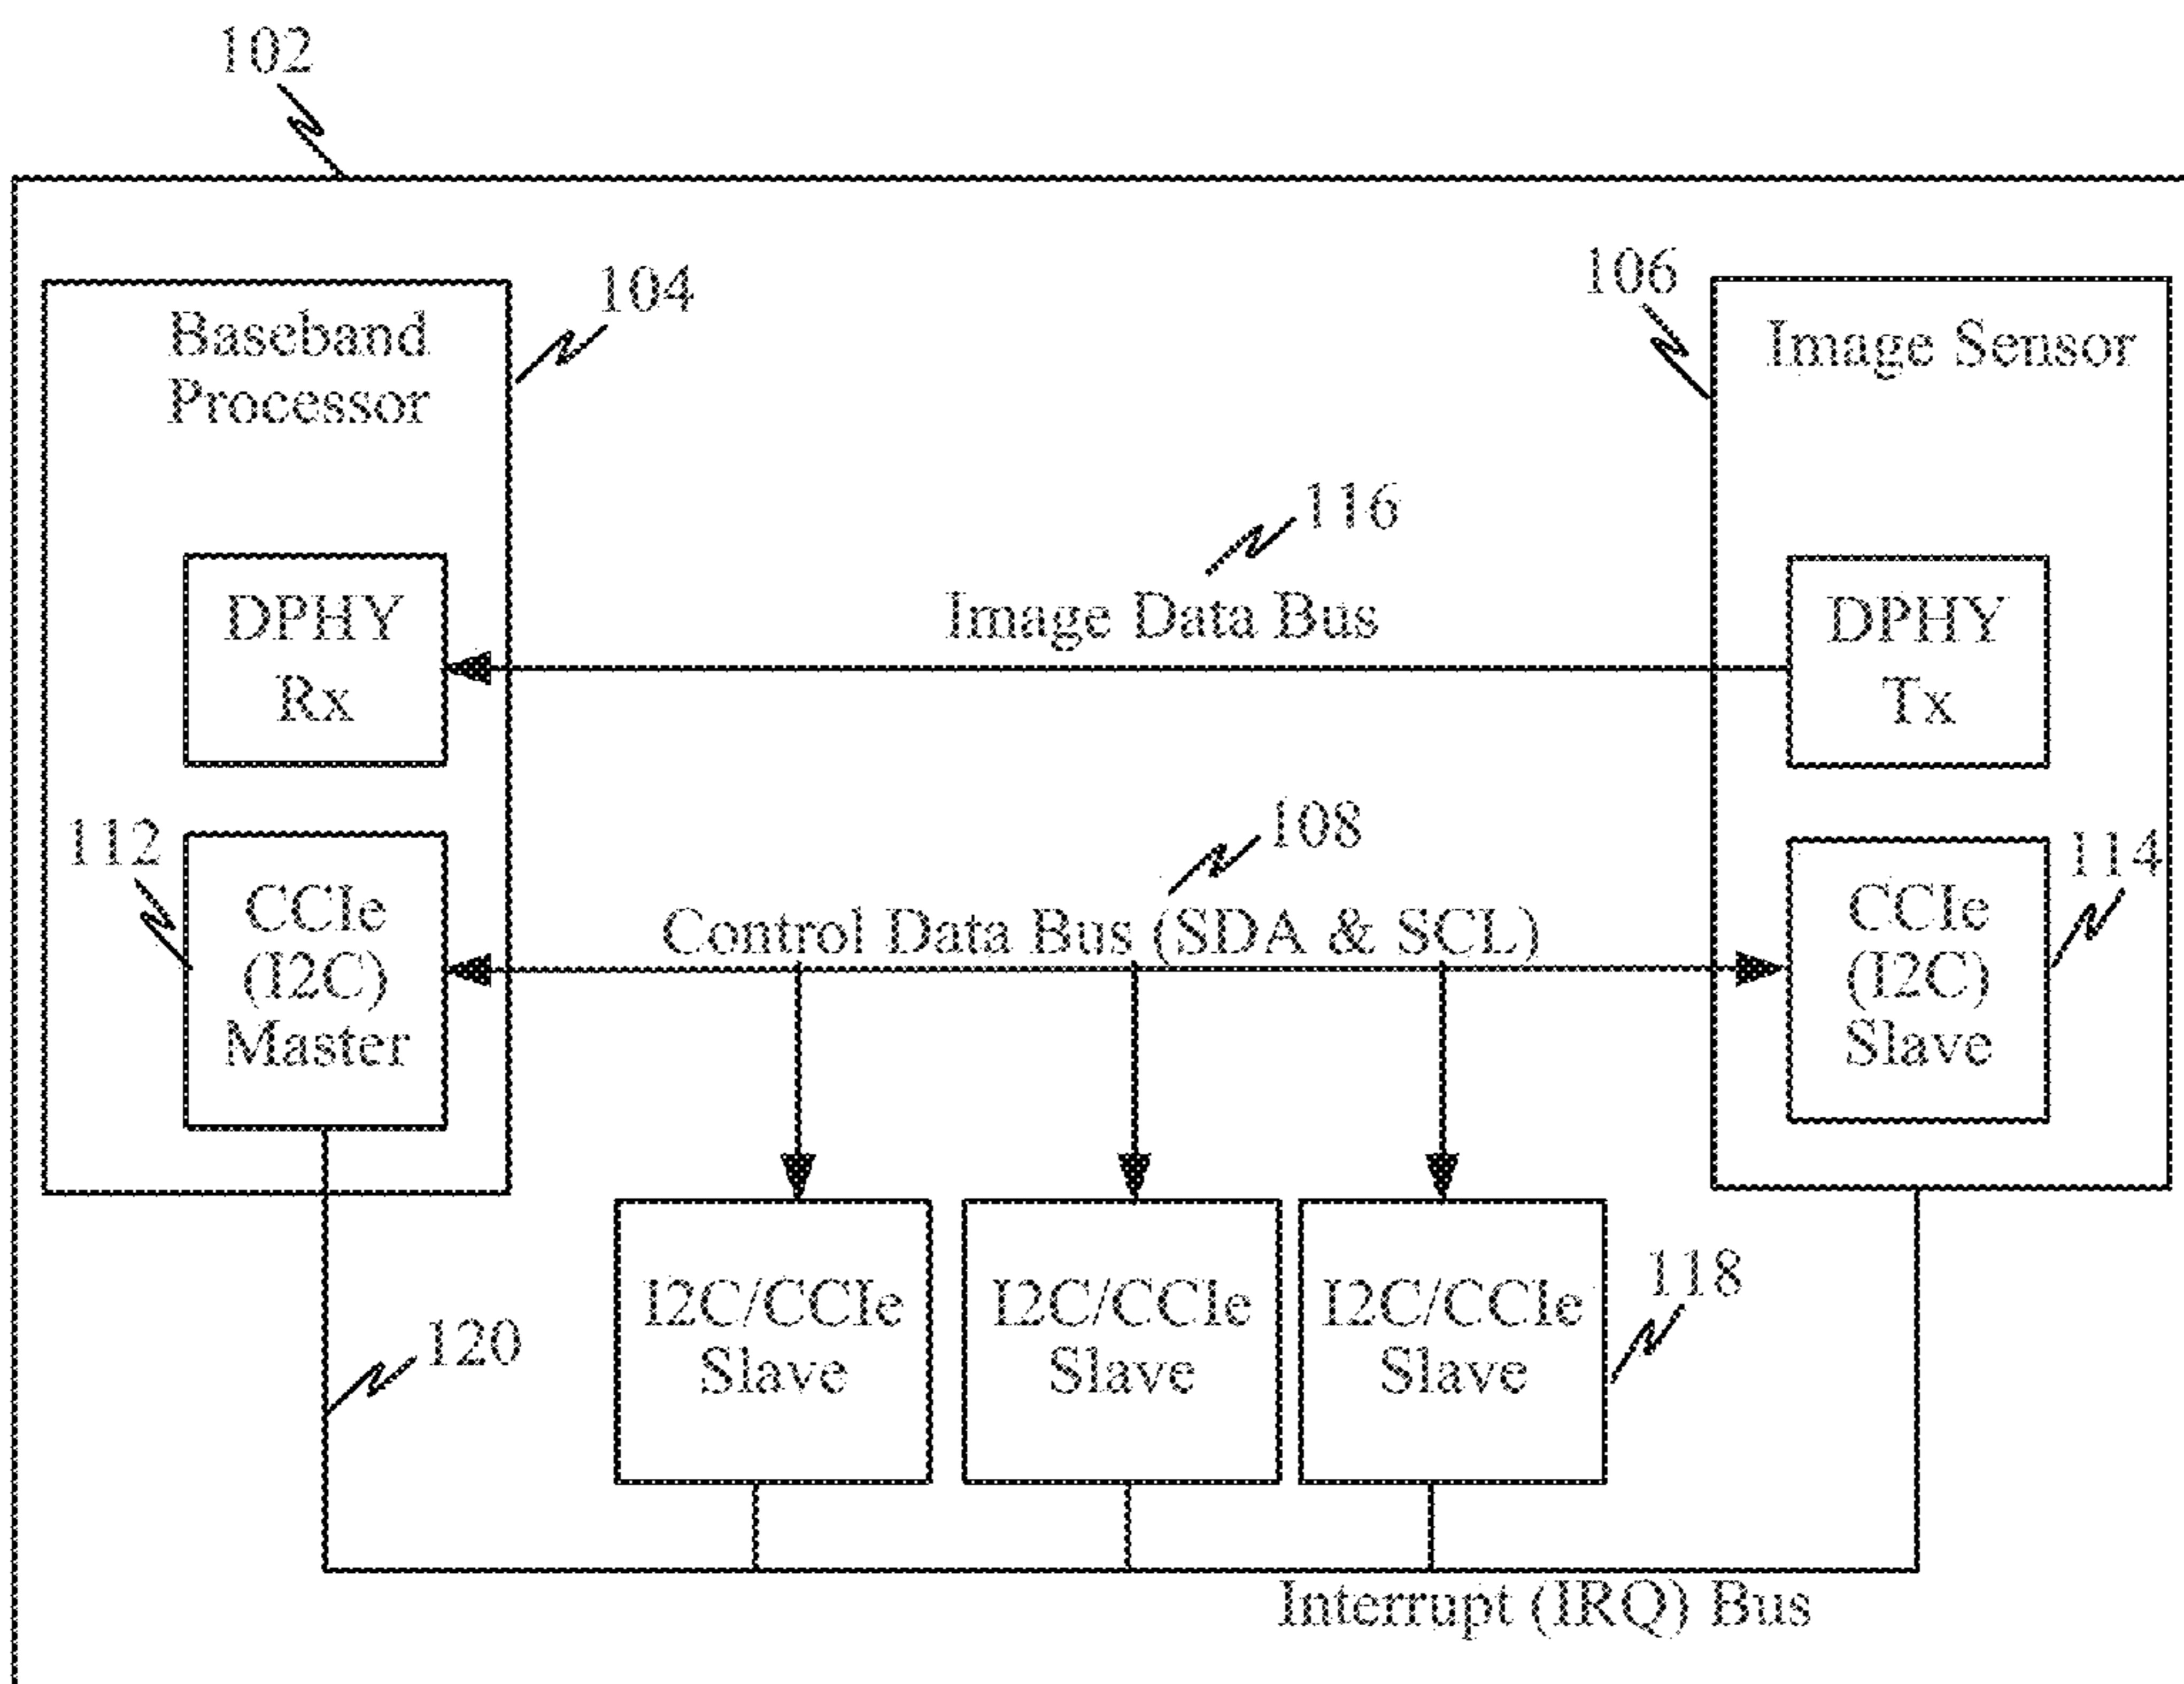 102
104
106
Baseband
Processor
Image Sensor
116
Image Data Bus
DPHY
Rx
DPHY
Tx
108
112
114
Control Data Bus (SDA & SCL)
CCIe
(I2C)
Master
CCIe
(I2C)
Slave
118
120
I2C/CCIe
Slave
I2C/CCIe
Slave
I2C/CCIe
Slave
Interrupt (IRQ) Bus